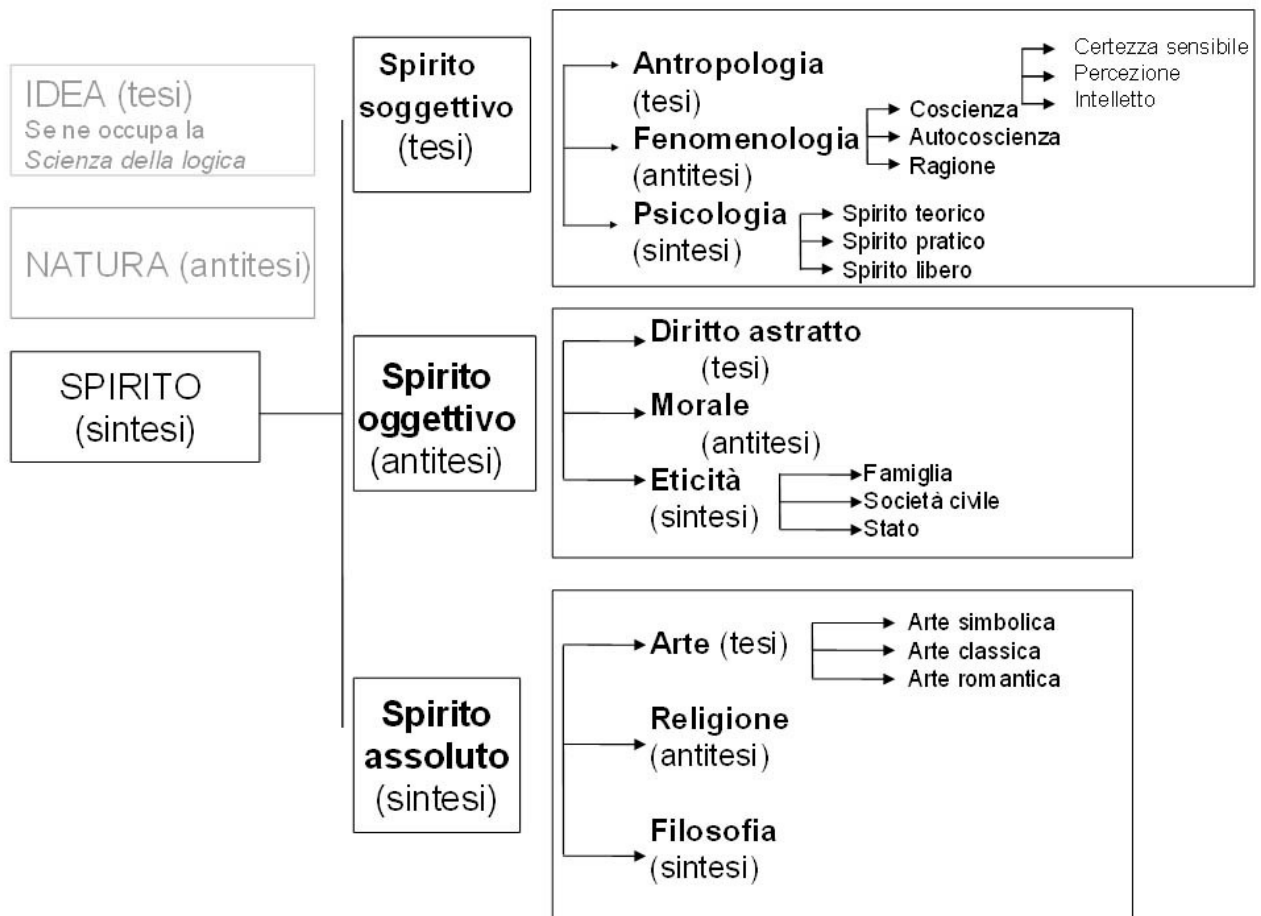 IDEA (tesi)
Se ne occupa la
Scienza della logica
NATURA (antitesi)
SPIRITO
(sintesi)
Spirito
soggettivo
(tesi)
Antropologia
(tesi)
Fenomenologia
(antitesi)
Coscienza
Autocoscienza
Ragione
Certezza sensibile
Percezione
Intelletto
Psicologia
(sintesi)
Spirito teorico
Spirito pratico
Spirito libero
Spirito
oggettivo
(antitesi)
Diritto astratto
(tesi)
Morale
(antitesi)
Eticità
(sintesi)
Famiglia
Società civile
Stato
Spirito
assoluto
(sintesi)
Arte (tesi)
Arte simbolica
Arte classica
Arte romantica
Religione
(antitesi)
Filosofia
(sintesi)